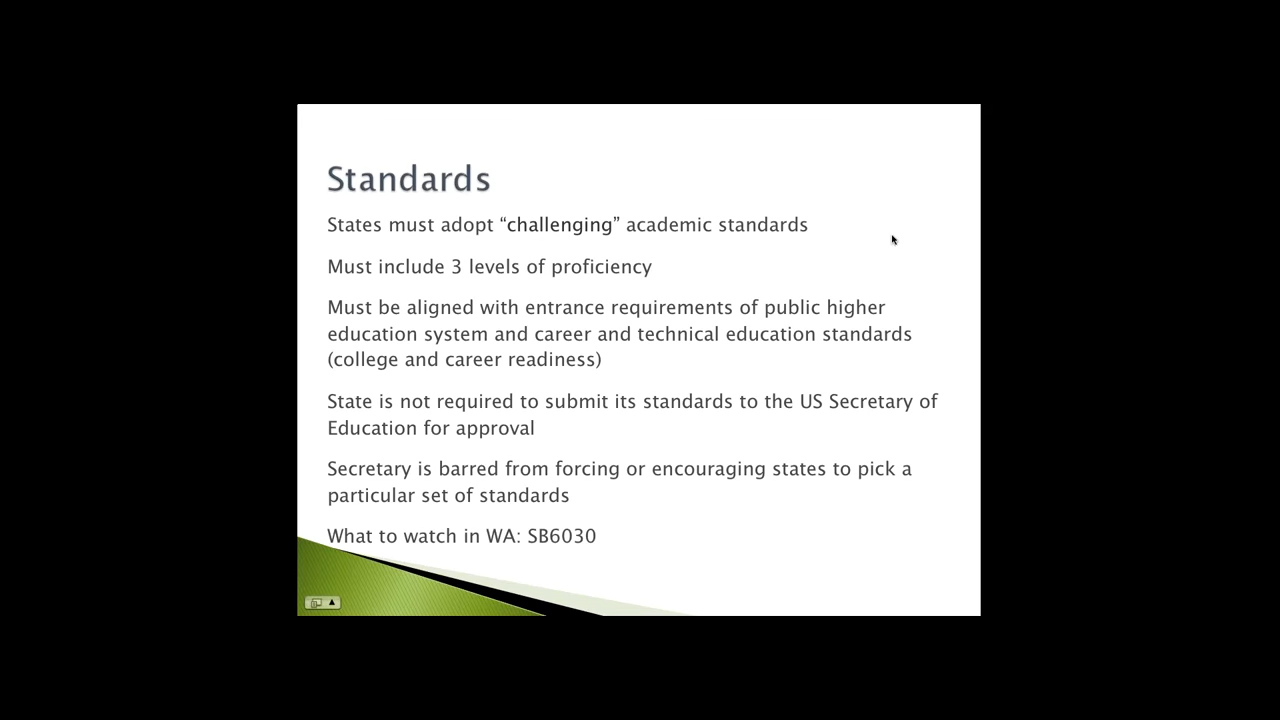 Standards
States must adopt “challenging” academic standards
Must include 3 levels of proficiency
Must be aligned with entrance requirements of public higher
education system and career and technical education standards
(college and career readiness)
State is not required to submit its standards to the US Secretary of
Education for approval
Secretary is barred from forcing or encouraging states to pick a
particular set of standards
What to watch in WA: SB6030